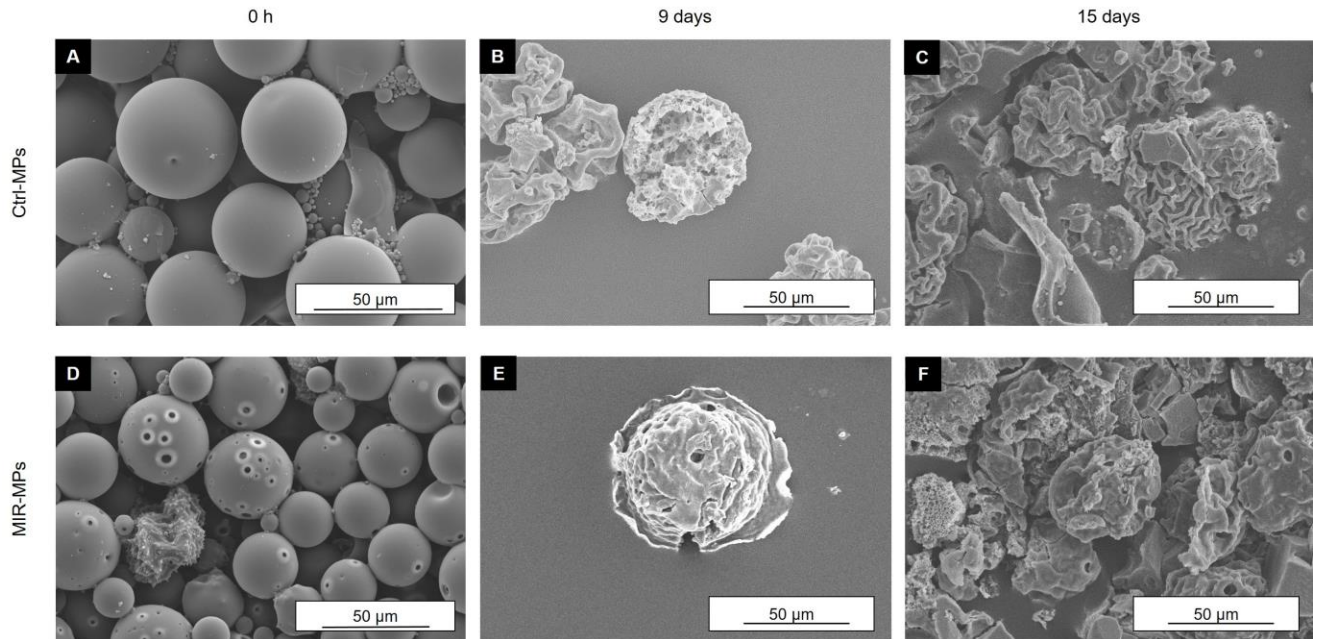 0 h 9 days 15 days
Ctrl-MPs
A B C
50 µm 50 µm 50 µm
MIR-MPs
D E F
50 µm 50 µm 50 µm